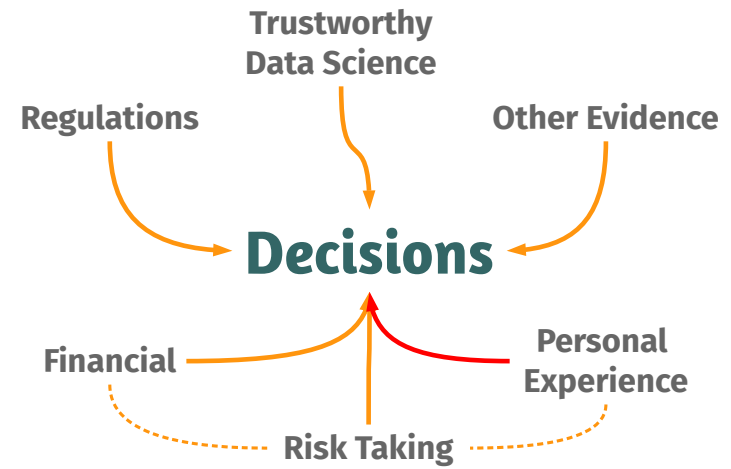 Trustworthy
Data Science
Regulations
Other Evidence
Decisions
Financial
Personal
Experience
Risk Taking